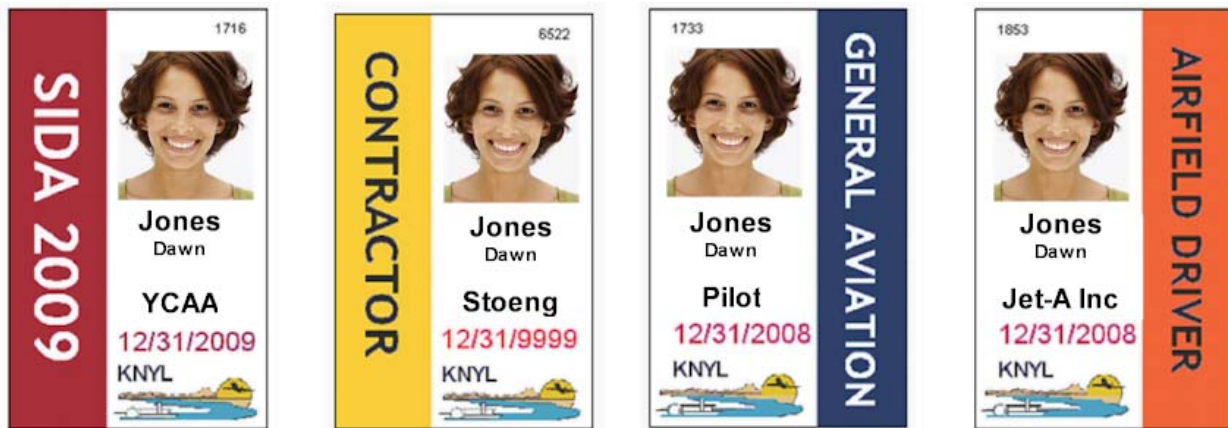 SIDA 2009
1716
Jones
Dawn
YCAA
12/31/2009
KNYL
CONTRACTOR
6522
Jones
Dawn
Stoeng
12/31/9999
KNYL
1733
Jones
Dawn
Pilot
12/31/2008
KNYL
GENERAL AVIATION
1853
Jones
Dawn
Jet-A Inc
12/31/2008
KNYL
AIRFIELD DRIVER